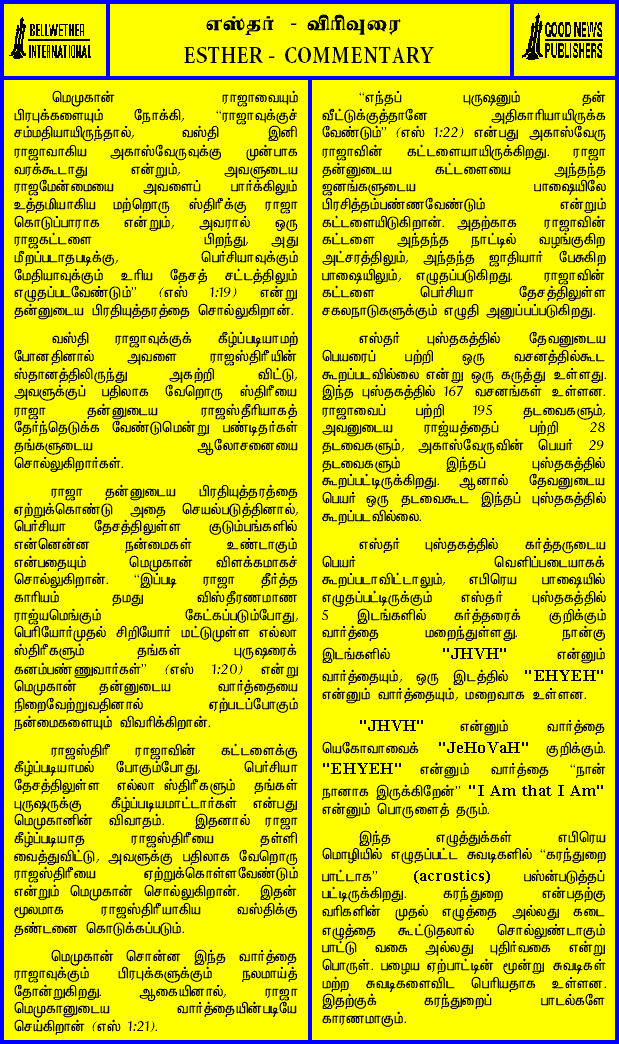 BELLWETHER
INTERNATIONAL
எஸ்தர் - விரிவுரை
ESTHER - COMMENTARY
GOOD NEWS
PUBLISHERS
மெமுகான் ராஜாவையும்
பிரபுக்களையும் நோக்கி, “ராஜாவுக்குச்
சம்மதியாயிருந்தால், வஸ்தி இனி
ராஜாவாகிய அகாஸ்வேருவுக்கு முன்பாக
வரக்கூடாது என்றும், அவளுடைய
ராஜமேன்மையை அவளைப் பார்க்கிலும்
உத்தமியாகிய மற்றொரு ஸ்திரீக்கு ராஜா
கொடுப்பாராக என்றும், அவரால் ஒரு
ராஜகட்டளை பிறந்து, அது
மீறப்படாதபடிக்கு, பெர்சியாவுக்கும்
மேதியாவுக்கும் உரிய தேசத் சட்டத்திலும்
எழுதப்படவேண்டும்” (எஸ் 1:19) என்று
தன்னுடைய பிரதியுத்தரத்தை சொல்லுகிறான்.
வஸ்தி ராஜாவுக்குக் கீழ்ப்படியாமற்
போனதினால் அவளை ராஜஸ்திரீயின்
ஸ்தானத்திலிருந்து அகற்றி விட்டு,
அவளுக்குப் பதிலாக வேறொரு ஸ்திரீயை
ராஜா தன்னுடைய ராஜஸ்தீரியாகத்
தேர்ந்தெடுக்க வேண்டுமென்று பண்டிதர்கள்
தங்களுடைய ஆலோசனையை
சொல்லுகிறார்கள்.
ராஜா தன்னுடைய பிரதியுத்தரத்தை
ஏற்றுக்கொண்டு அதை செயல்படுத்தினால்,
பெர்சியா தேசத்திலுள்ள குடும்பங்களில்
என்னென்ன நன்மைகள் உண்டாகும்
என்பதையும் மெமுகான் விளக்கமாகச்
சொல்லுகிறான். “இப்படி ராஜா தீர்த்த
காரியம் தமது விஸ்தீரணமான
ராஜ்யமெங்கும் கேட்கப்படும்போது,
பெரியோர்முதல் சிறியோர் மட்டுமுள்ள எல்லா
ஸ்திரீகளும் தங்கள் புருஷரைக்
கனம்பண்ணுவார்கள்” (எஸ் 1:20) என்று
மெமுகான் தன்னுடைய வார்த்தையை
நிறைவேற்றுவதினால் ஏற்படப்போகும்
நன்மைகளையும் விவரிக்கிறான்.
ராஜஸ்திரீ ராஜாவின் கட்டளைக்கு
கீழ்ப்படியாமல் போகும்போது, பெர்சியா
தேசத்திலுள்ள எல்லா ஸ்திரீகளும் தங்கள்
புருஷருக்கு கீழ்ப்படியமாட்டார்கள் என்பது
மெமுகானின் விவாதம். இதனால் ராஜா
கீழ்ப்படியாத ராஜஸ்திரீயை தள்ளி
வைத்துவிட்டு, அவளுக்கு பதிலாக வேறொரு
ராஜஸ்திரீயை ஏற்றுக்கொள்ளவேண்டும்
என்றும் மெமுகான் சொல்லுகிறான். இதன்
மூலமாக ராஜஸ்திரீயாகிய வஸ்திக்கு
தண்டனை கொடுக்கப்படும்.
மெமுகான் சொன்ன இந்த வார்த்தை
ராஜாவுக்கும் பிரபுக்களுக்கும் நலமாய்த்
தோன்றுகிறது. ஆகையினால், ராஜா
மெமுகானுடைய வார்த்தையின்படியே
செய்கிறான் (எஸ் 1:21).
“எந்தப் புருஷனும் தன்
வீட்டுக்குத்தானே அதிகாரியாயிருக்க
வேண்டும்” (எஸ் 1:22) என்பது அகாஸ்வேரு
ராஜாவின் கட்டளையாயிருக்கிறது. ராஜா
தன்னுடைய கட்டளையை அந்தந்த
ஜனங்களுடைய பாஷையிலே
பிரசித்தம்பண்ணவேண்டும் என்றும்
கட்டளையிடுகிறான். அதற்காக ராஜாவின்
கட்டளை அந்தந்த நாட்டில் வழங்குகிற
அட்சரத்திலும், அந்தந்த ஜாதியார் பேசுகிற
பாஷையிலும், எழுதப்படுகிறது. ராஜாவின்
கட்டளை பெர்சியா தேசத்திலுள்ள
சகலநாடுகளுக்கும் எழுதி அனுப்பப்படுகிறது.
எஸ்தர் புஸ்தகத்தில் தேவனுடைய
பெயரைப் பற்றி ஒரு வசனத்தில்கூட
கூறப்படவில்லை என்று ஒரு கருத்து உள்ளது.
இந்த புஸ்தகத்தில் 167 வசனங்கள் உள்ளன.
ராஜாவைப் பற்றி 195 தடவைகளும்,
அவனுடைய ராஜ்யத்தைப் பற்றி 28
தடவைகளும், அகாஸ்வேருவின் பெயர் 29
தடவைகளும் இந்தப் புஸ்தகத்தில்
கூறப்பட்டிருக்கிறது. ஆனால் தேவனுடைய
பெயர் ஒரு தடவைகூட இந்தப் புஸ்தகத்தில்
கூறப்படவில்லை.
எஸ்தர் புஸ்தகத்தில் கர்த்தருடைய
பெயர் வெளிப்படையாகக்
கூறப்படாவிட்டாலும், எபிரெய பாஷையில்
எழுதப்பட்டிருக்கும் எஸ்தர் புஸ்தகத்தில்
5 இடங்களில் கர்த்தரைக் குறிக்கும்
வார்த்தை மறைந்துள்ளது. நான்கு
இடங்களில் "JHVH" என்னும்
வார்த்தையும், ஒரு இடத்தில் "EHYEH"
என்னும் வார்த்தையும், மறைவாக உள்ளன.
"JHVH" என்னும் வார்த்தை
யெகோவாவைக் "JeHoVaH" குறிக்கும்.
"EHYEH" என்னும் வார்த்தை “நான்
நானாக இருக்கிறேன்” "I Am that I Am"
என்னும் பொருளைத் தரும்.
இந்த எழுத்துக்கள் எபிரெய
மொழியில் எழுதப்பட்ட சுவடிகளில் “கரந்துறை
பாட்டாக” (acrostics) பஸ்ன்படுத்தப்
பட்டிருக்கிறது. கரந்துறை என்பதற்கு
வரிகளின் முதல் எழுத்தை அல்லது கடை
எழுத்தை கூட்டுதலால் சொல்லுண்டாகும்
பாட்டு வகை அல்லது புதிர்வகை என்று
பொருள். பழைய ஏற்பாட்டின் மூன்று சுவடிகள்
மற்ற சுவடிகளைவிட பெரியதாக உள்ளன.
இதற்குக் கரந்துறைப் பாடல்களே
காரணமாகும்.